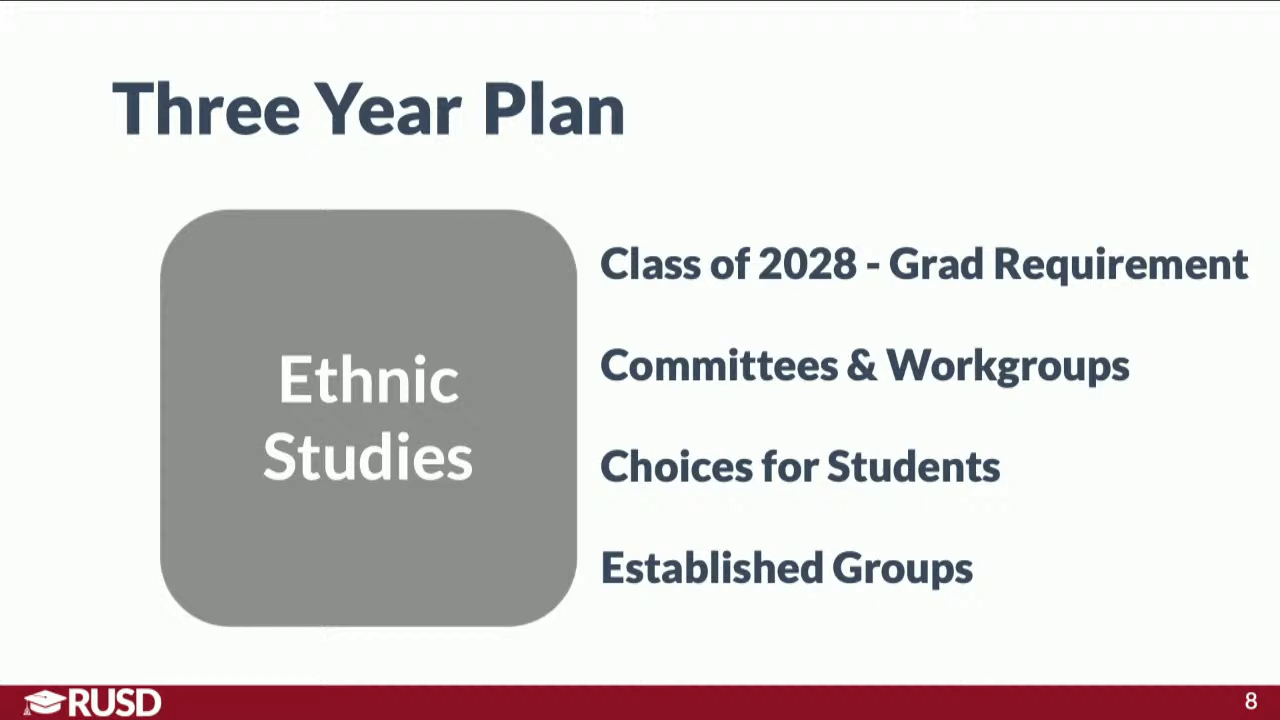 Three Year Plan
Ethnic
Studies
Class of 2028 - Grad Requirement
Committees & Workgroups
Choices for Students
Established Groups
RUSD
8